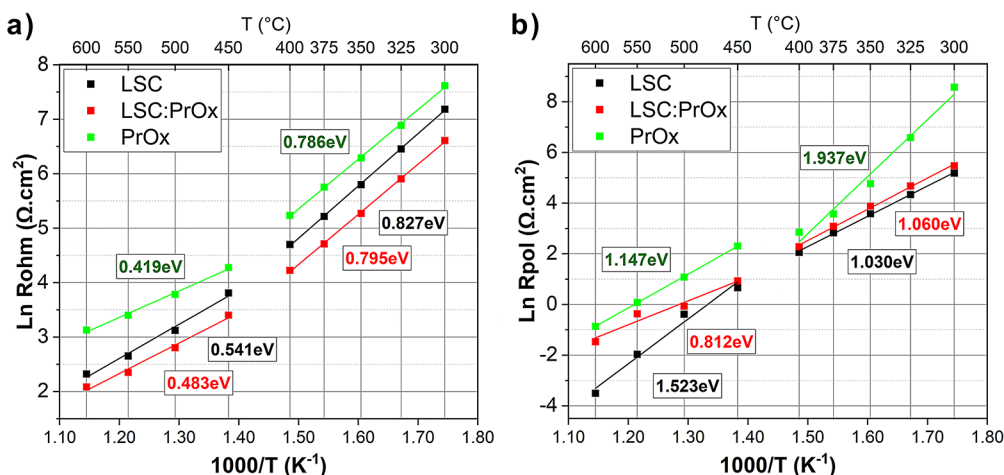 a)
T (°C)
600 550 500 450 400 375 350 325 300
8
7
6
5
4
3
2
Ln Rohm (Ω.cm²)
LSC
LSC:PrOx
PrOx
0.786eV
0.827eV
0.795eV
0.419eV
0.541eV
0.483eV
1.10 1.20 1.30 1.40 1.50 1.60 1.70 1.80
1000/T (K⁻¹)
b)
T (°C)
600 550 500 450 400 375 350 325 300
8
6
4
2
0
-2
-4
Ln Rpol (Ω.cm²)
LSC
LSC:PrOx
PrOx
1.937eV
1.060eV
1.030eV
1.147eV
0.812eV
1.523eV
1.10 1.20 1.30 1.40 1.50 1.60 1.70 1.80
1000/T (K⁻¹)